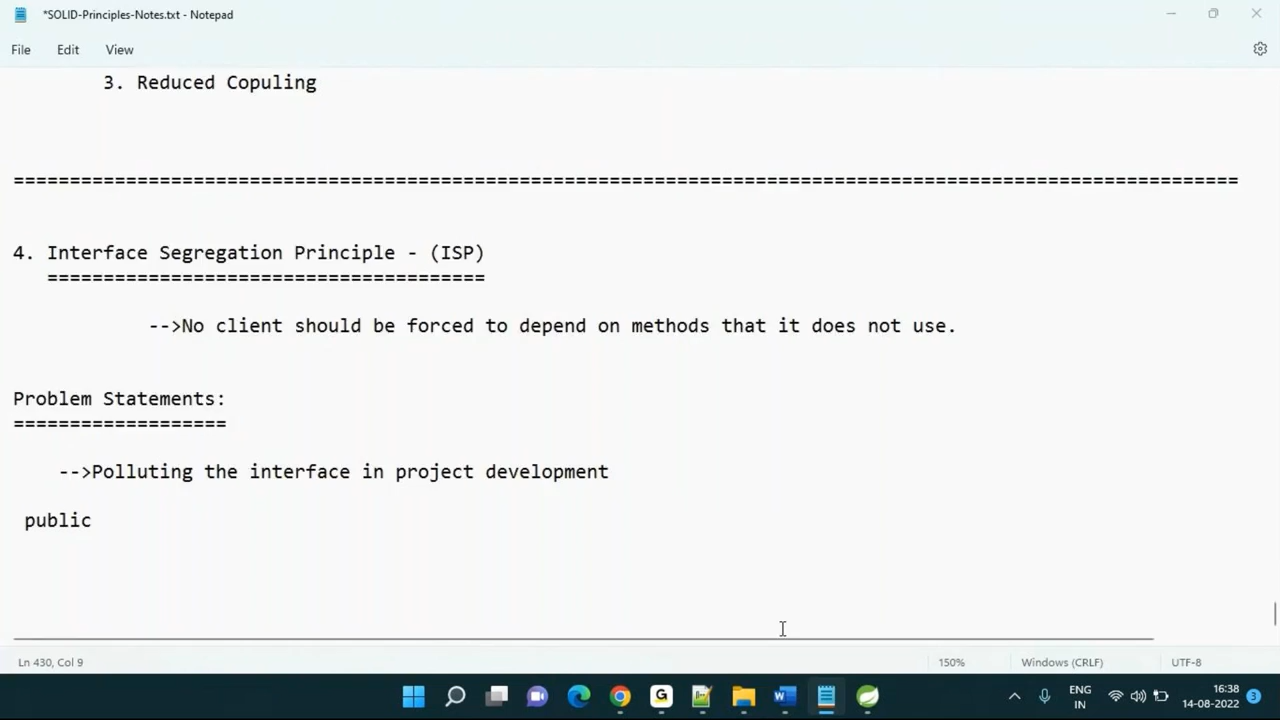 *SOLID-Principles-Notes.txt - Notepad
File Edit View
3. Reduced Copuling
=============================================================================================================
4. Interface Segregation Principle - (ISP)
=======================================
-->No client should be forced to depend on methods that it does not use.
Problem Statements:
===================
-->Polluting the interface in project development
public
Ln 430, Col 9 150% Windows (CRLF) UTF-8
ENG 16:38
IN 14-08-2022 3